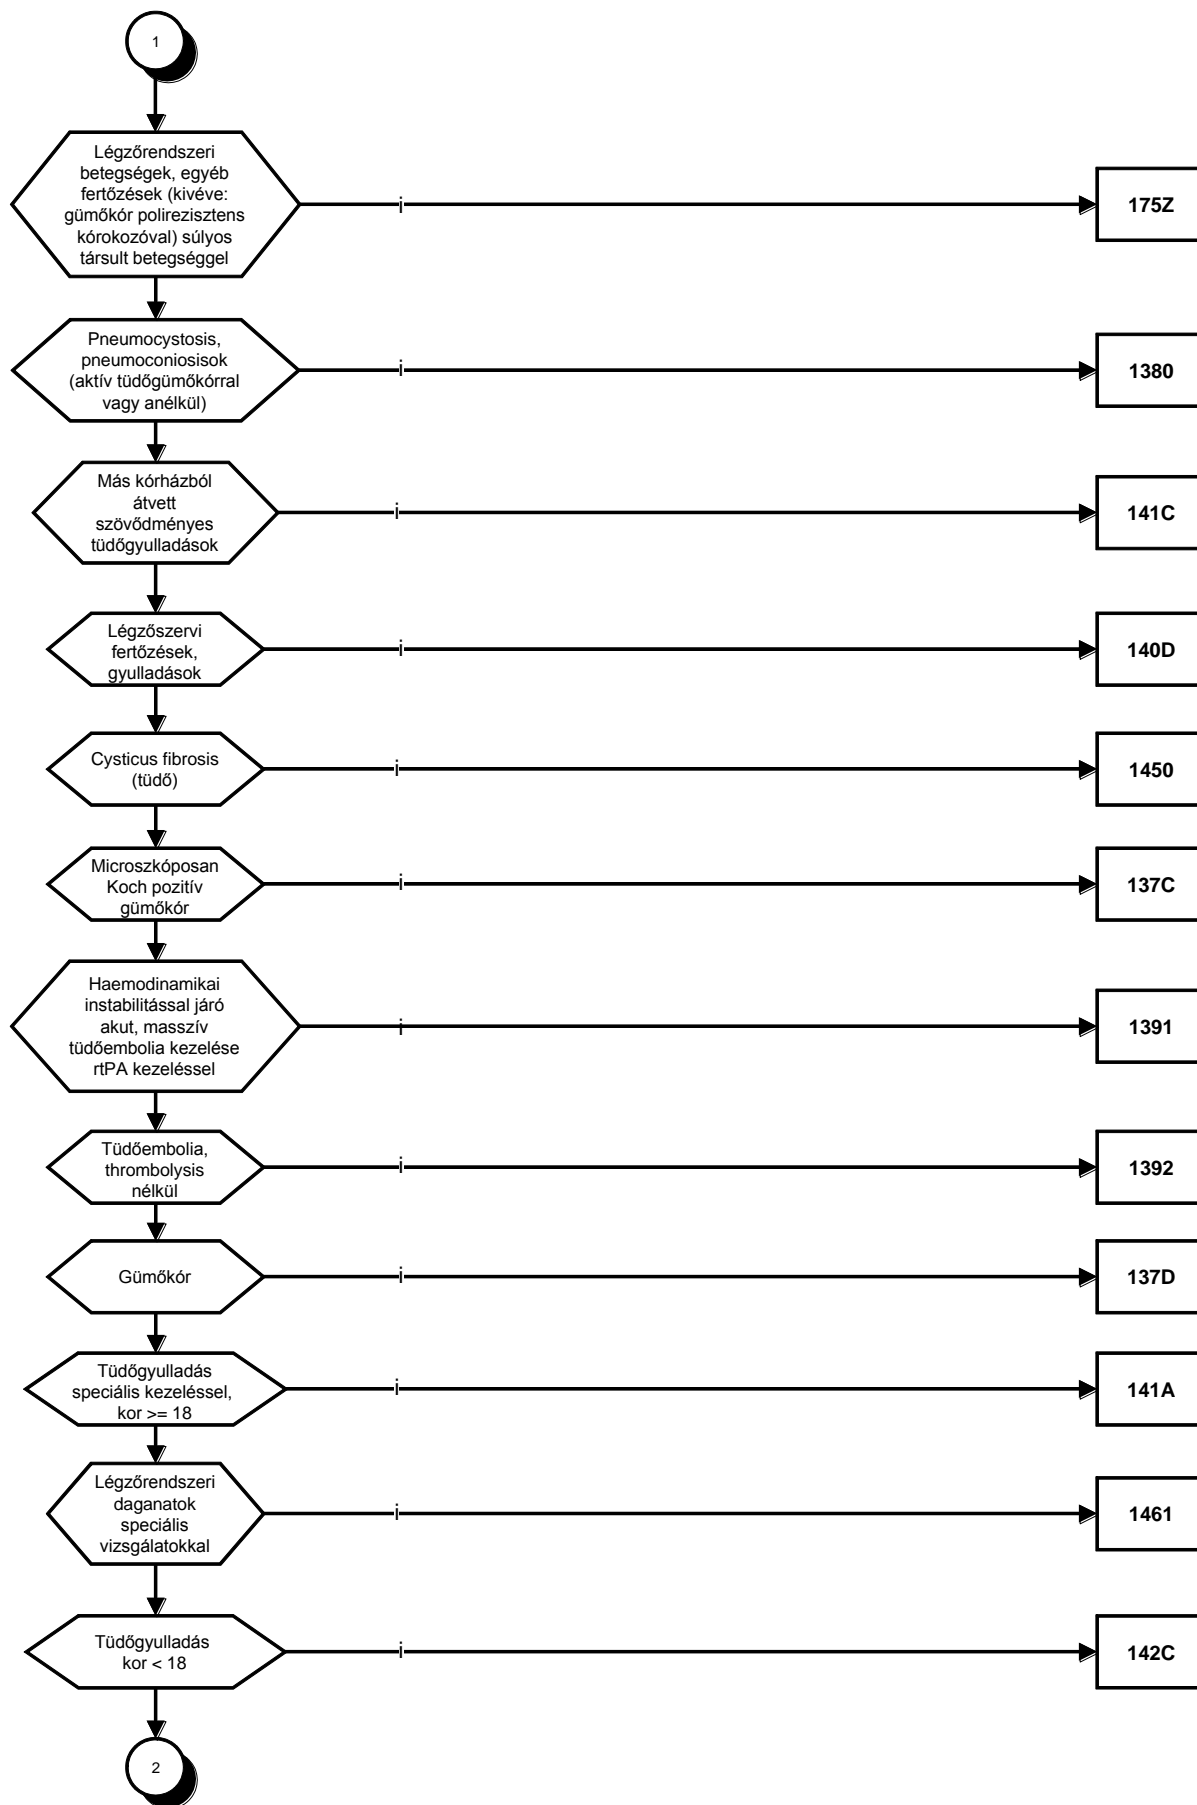 1
Légzőrendszeri
betegségek, egyéb
fertőzések (kivéve:
gümőkór polirezisztens
kórokozóval) súlyos
társult betegséggel
i
175Z
Pneumocystosis,
pneumoconiosisok
(aktív tüdőgümőkórral
vagy anélkül)
i
1380
Más kórházból
átvett
szövődményes
tüdőgyulladások
i
141C
Légzőszervi
fertőzések,
gyulladások
i
140D
Cysticus fibrosis
(tüdő)
i
1450
Microszkóposan
Koch pozitív
gümőkór
i
137C
Haemodinamikai
instabilitással járó
akut, masszív
tüdőembolia kezelése
rtPA kezeléssel
i
1391
Tüdőembolia,
thrombolysis
nélkül
i
1392
Gümőkór
i
137D
Tüdőgyulladás
speciális kezeléssel,
kor >= 18
i
141A
Légzőrendszeri
daganatok
speciális
vizsgálatokkal
i
1461
Tüdőgyulladás
kor < 18
i
142C
2